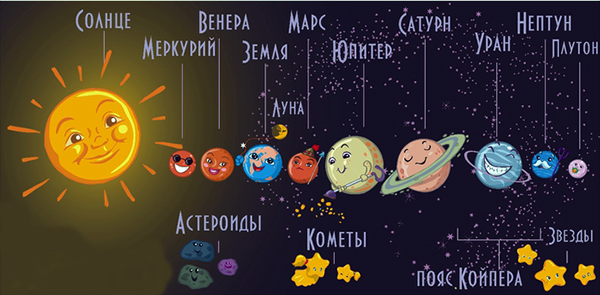 Солнце
Меркурий
Венера
Земля
Луна
Марс
Юпитер
Сатурн
Уран
Нептун
Плутон
Астероиды
Кометы
пояс Койпера
Звезды